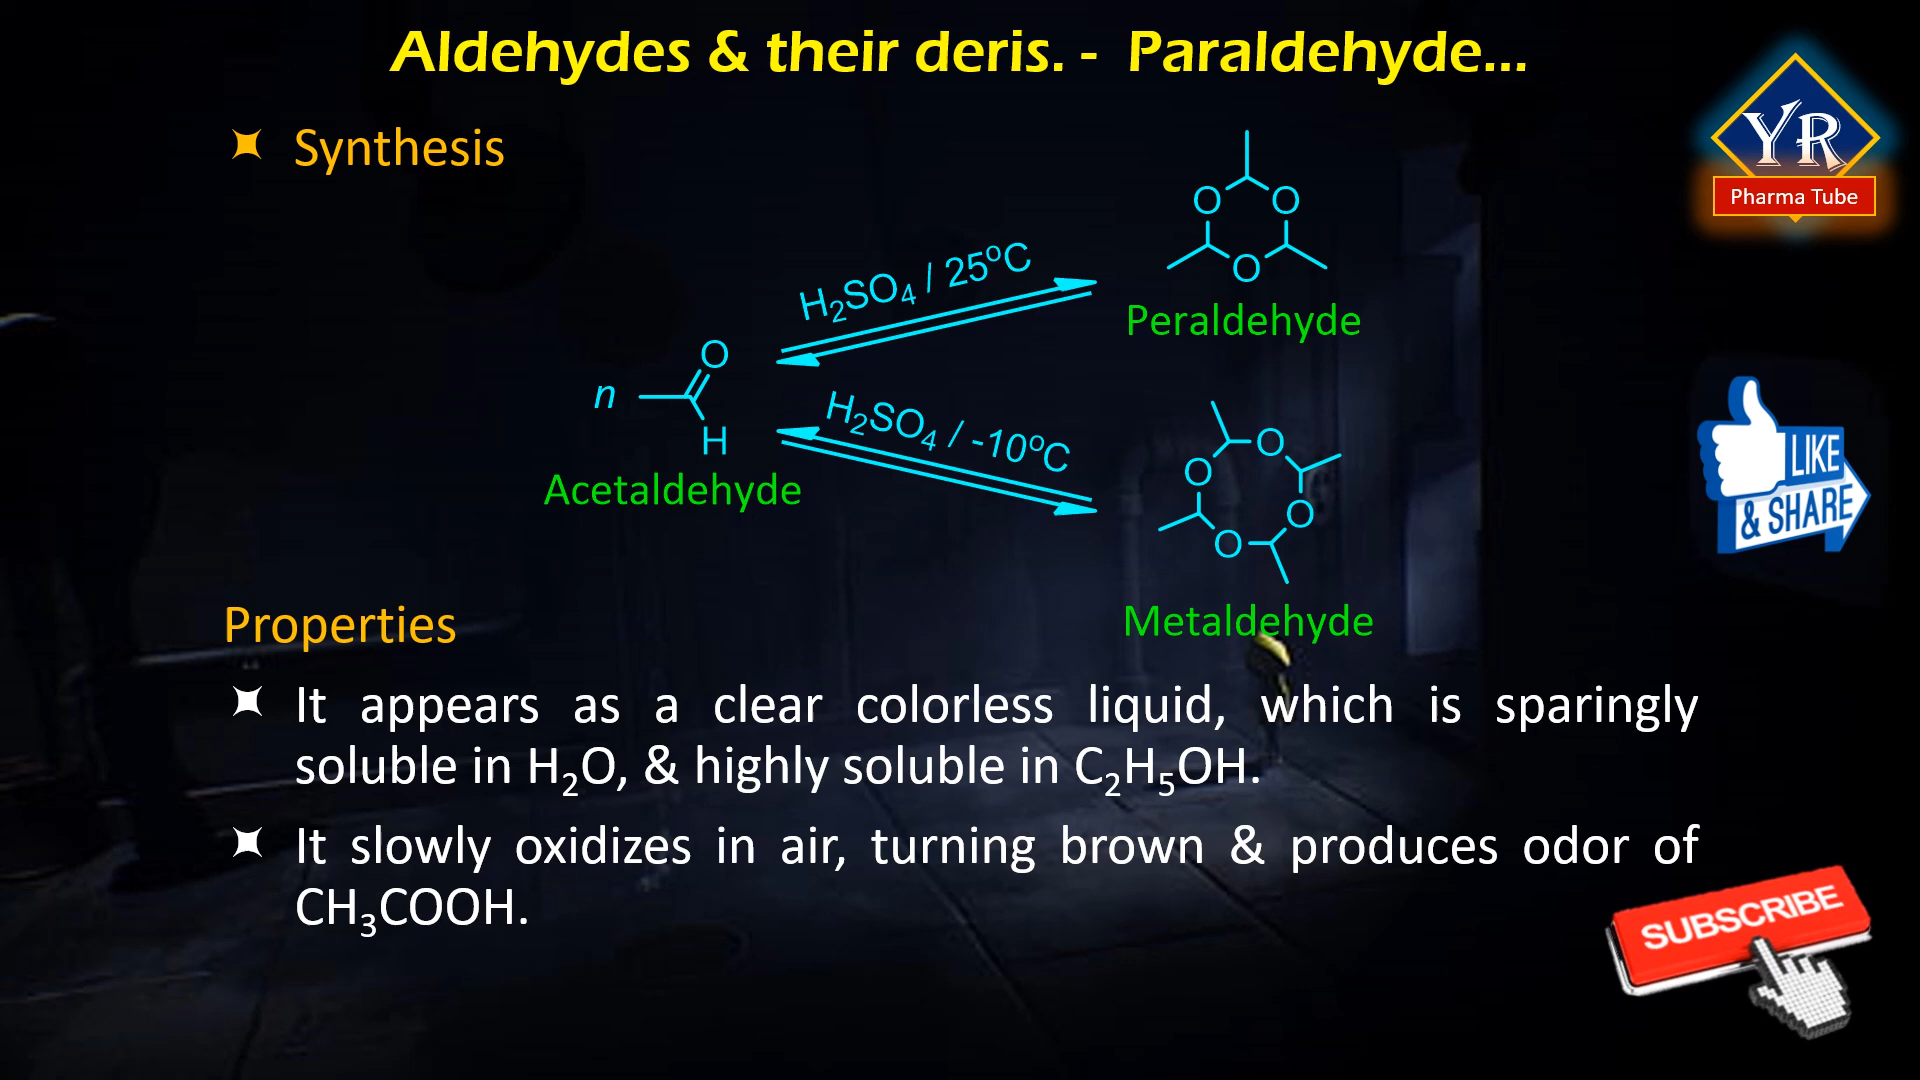 Aldehydes & their deris. - Paraldehyde...
YR
Pharma Tube
Synthesis
O
O
O
H₂SO₄ / 25⁰C
Peraldehyde
n
O
H
Acetaldehyde
H₂SO₄ / -10⁰C
O
O
O
O
Metaldehyde
LIKE
& SHARE
Properties
It appears as a clear colorless liquid, which is sparingly
soluble in H₂O, & highly soluble in C₂H₅OH.
It slowly oxidizes in air, turning brown & produces odor of
CH₃COOH.
SUBSCRIBE